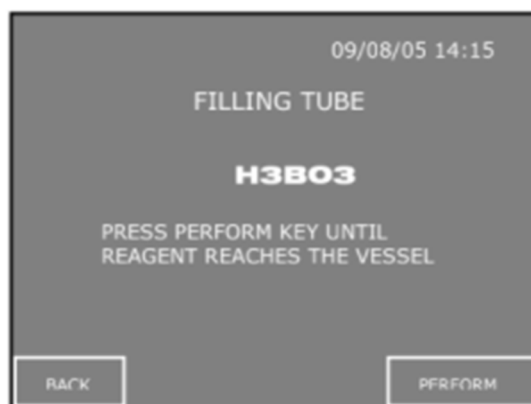 09/08/05 14:15
FILLING TUBE
H3BO3
PRESS PERFORM KEY UNTIL
REAGENT REACHES THE VESSEL
BACK
PERFORM